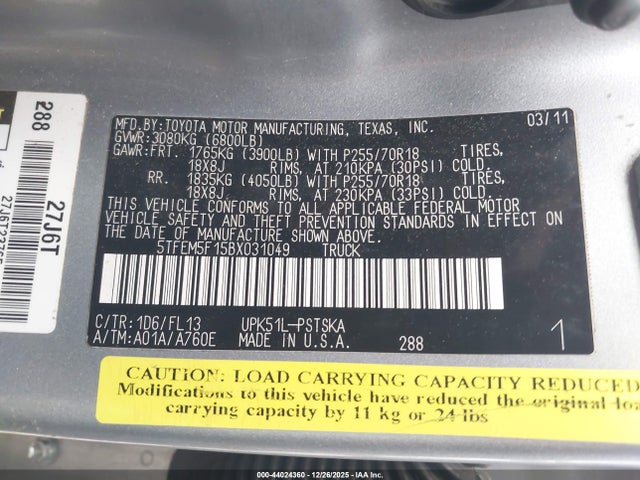 MFD.BY:TOYOTA MOTOR MANUFACTURING, TEXAS, INC. 03/11
GVWR:3080KG (6800LB)
GAWR:FRT. 1765KG (3900LB) WITH P255/70R18 TIRES,
18X8J RIMS, AT 210KPA (30PSI) COLD.
RR. 1835KG (4050LB) WITH P255/70R18 TIRES,
18X8J RIMS, AT 230KPA (33PSI) COLD.
THIS VEHICLE CONFORMS TO ALL APPLICABLE FEDERAL MOTOR
VEHICLE SAFETY AND THEFT PREVENTION STANDARDS IN EFFECT ON
THE DATE OF MANUFACTURE SHOWN ABOVE.
5TFEM5F15BX031049 TRUCK
C/TR:1D6/FL13 UPK51L-PSTSKA
A/TM:A01A/A760E MADE IN U.S.A. 288 1
CAUTION: LOAD CARRYING CAPACITY REDUCED
Modifications to this vehicle have reduced the original
carrying capacity by 11 kg or 24 lbs
288
27J6T
000-44024360 - 12/26/2025 - IAA Inc.